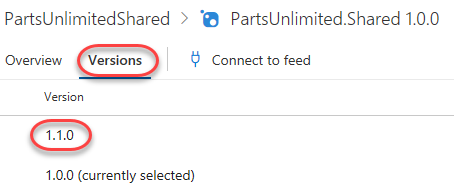 PartsUnlimitedShared > PartsUnlimited.Shared 1.0.0
Overview Versions Connect to feed
Version
1.1.0
1.0.0 (currently selected)